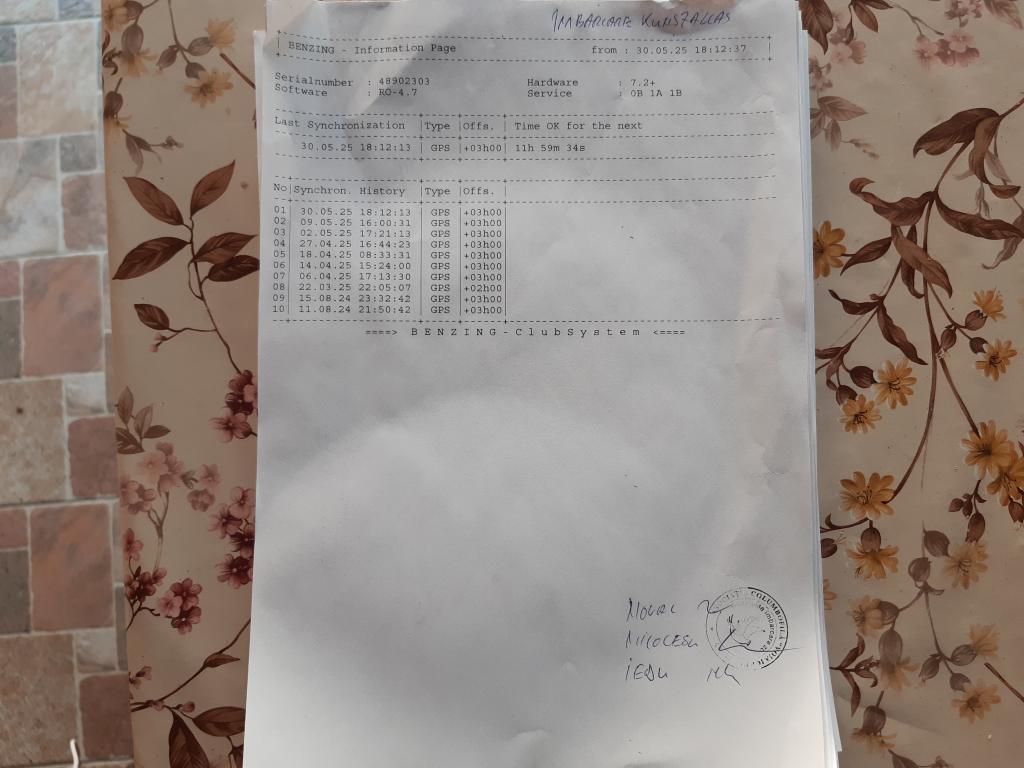 IMBARCARE KUNSZALLAS
BENZING - Information Page from : 30.05.25 18:12:37
Serialnumber : 48902303 Hardware : 7.2+
Software : RO-4.7 Service : 0B 1A 1B
Last Synchronization |Type |Offs. | Time OK for the next
30.05.25 18:12:13 | GPS |+03h00| 11h 59m 34s
No|Synchron. History |Type |Offs. |
01| 30.05.25 18:12:13 | GPS |+03h00|
02| 09.05.25 16:00:31 | GPS |+03h00|
03| 02.05.25 17:21:13 | GPS |+03h00|
04| 27.04.25 16:44:23 | GPS |+03h00|
05| 18.04.25 08:33:31 | GPS |+03h00|
06| 14.04.25 15:24:00 | GPS |+03h00|
07| 06.04.25 17:13:30 | GPS |+03h00|
08| 22.03.25 22:05:07 | GPS |+02h00|
09| 15.08.24 23:32:42 | GPS |+03h00|
10| 11.08.24 21:50:42 | GPS |+03h00|
====> B E N Z I N G - C l u b S y s t e m <====
COLUMBOFILA